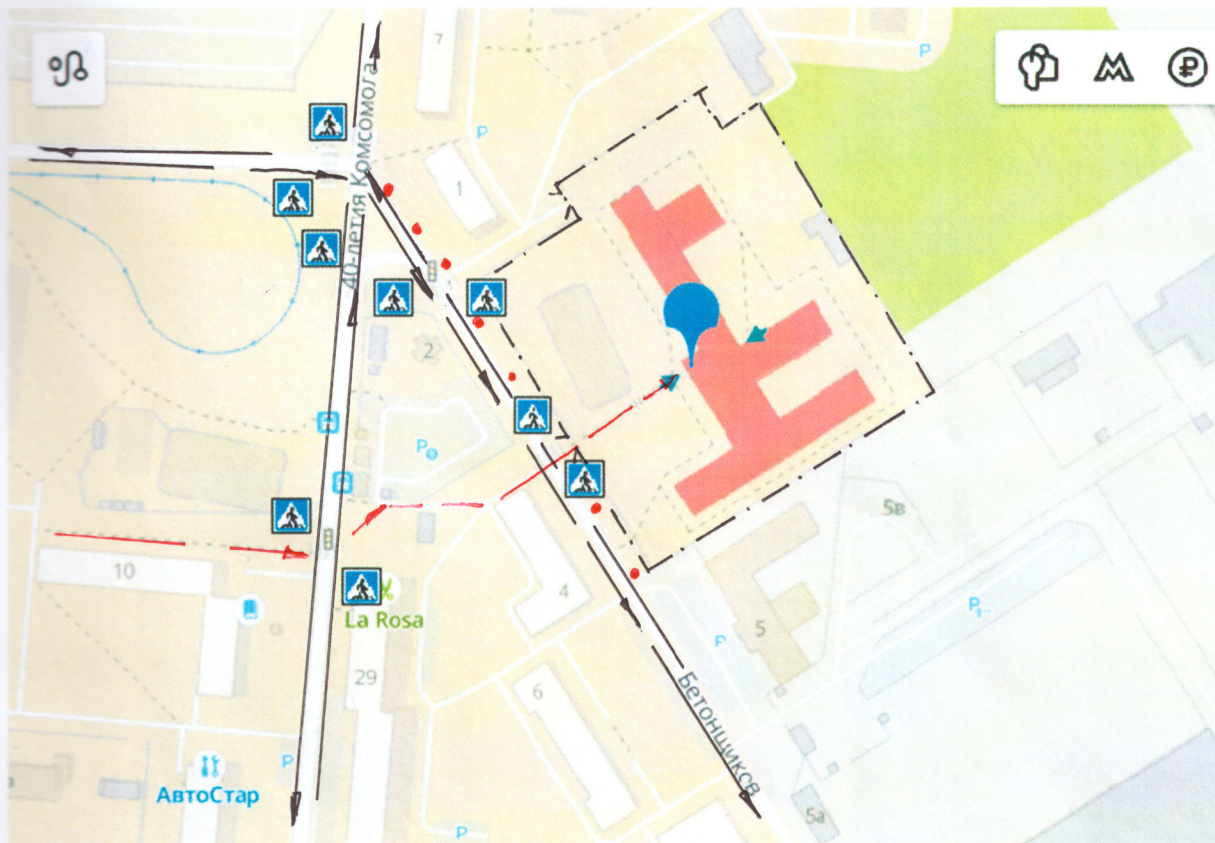 7
P
P
М
₽
1
40-летия Комсомола
2
P
5в
10
La Rosa
4
P
5
P
29
6
Бетонщиков
P
АвтоСтар
5а
P